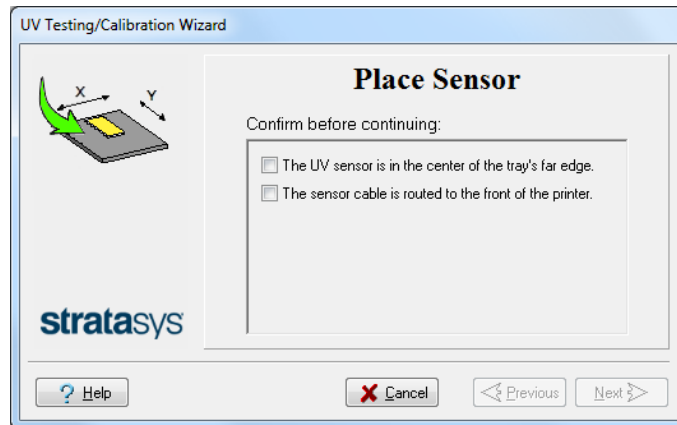 UV Testing/Calibration Wizard
X
Y
Place Sensor
Confirm before continuing:
The UV sensor is in the center of the tray's far edge.
The sensor cable is routed to the front of the printer.
stratasys
? Help
Cancel
Previous
Next